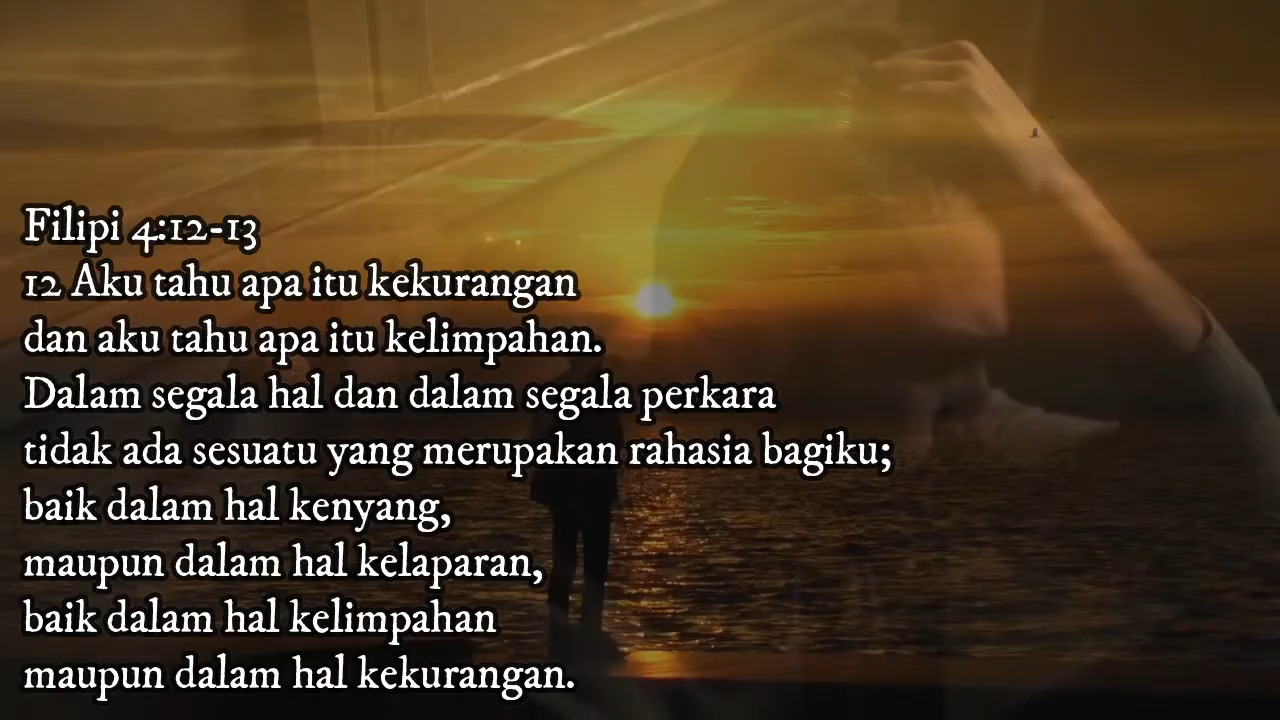 Filipi 4:12-13
12 Aku tahu apa itu kekurangan
dan aku tahu apa itu kelimpahan.
Dalam segala hal dan dalam segala perkara
tidak ada sesuatu yang merupakan rahasia bagiku;
baik dalam hal kenyang,
maupun dalam hal kelaparan,
baik dalam hal kelimpahan
maupun dalam hal kekurangan.